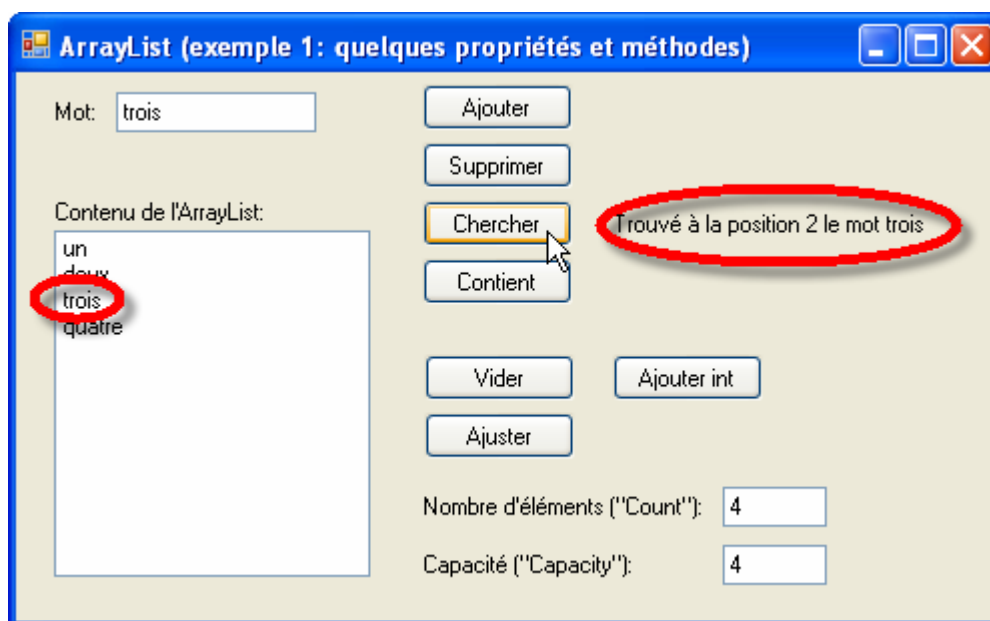 ArrayList (exemple 1: quelques propriétés et méthodes)
Mot: trois
Ajouter
Supprimer
Contenu de l'ArrayList:
Chercher
Trouvé à la position 2 le mot trois
un
deux
trois
quatre
Contient
Vider
Ajouter int
Ajuster
Nombre d'éléments ("Count"): 4
Capacité ("Capacity"): 4